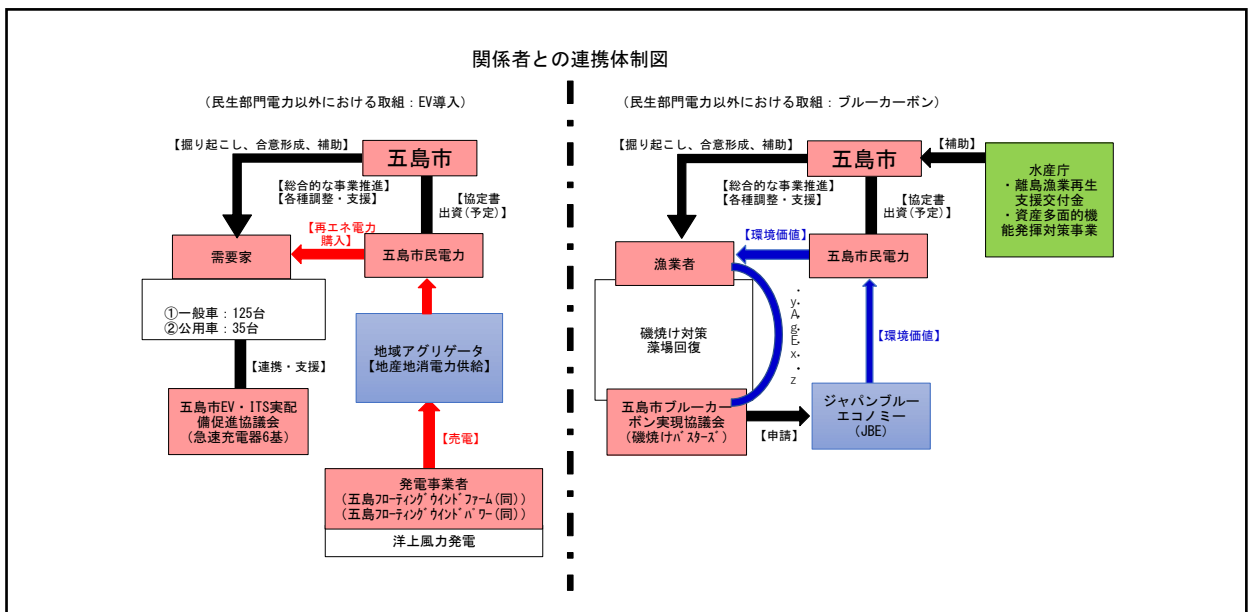 関係者との連携体制図
(民生部門電力以外における取組:EV導入)
【掘り起こし、合意形成、補助】
五島市
【総合的な事業推進】
【各種調整・支援】
【協定書
出資(予定)】
【再エネ電力
購入】
需要家
五島市民電力
①一般車:125台
②公用車:35台
地域アグリゲータ
【地産地消電力供給】
【連携・支援】
五島市EV・ITS実配
備促進協議会
(急速充電器6基)
【売電】
発電事業者
(五島フローティングウインドファーム(同))
(五島フローティングウインドパワー(同))
洋上風力発電
(民生部門電力以外における取組:ブルーカーボン)
【掘り起こし、合意形成、補助】
五島市
【補助】
水産庁
・離島漁業再生
支援交付金
・資産多面的機
能発揮対策事業
【総合的な事業推進】
【各種調整・支援】
【協定書
出資(予定)】
【環境価値】
漁業者
五島市民電力
磯焼け対策
藻場回復
・y・A・g・E・x・・z
【環境価値】
五島市ブルーカー
ボン実現協議会
(磯焼けバスターズ)
【申請】
ジャパンブルー
エコノミー
(JBE)